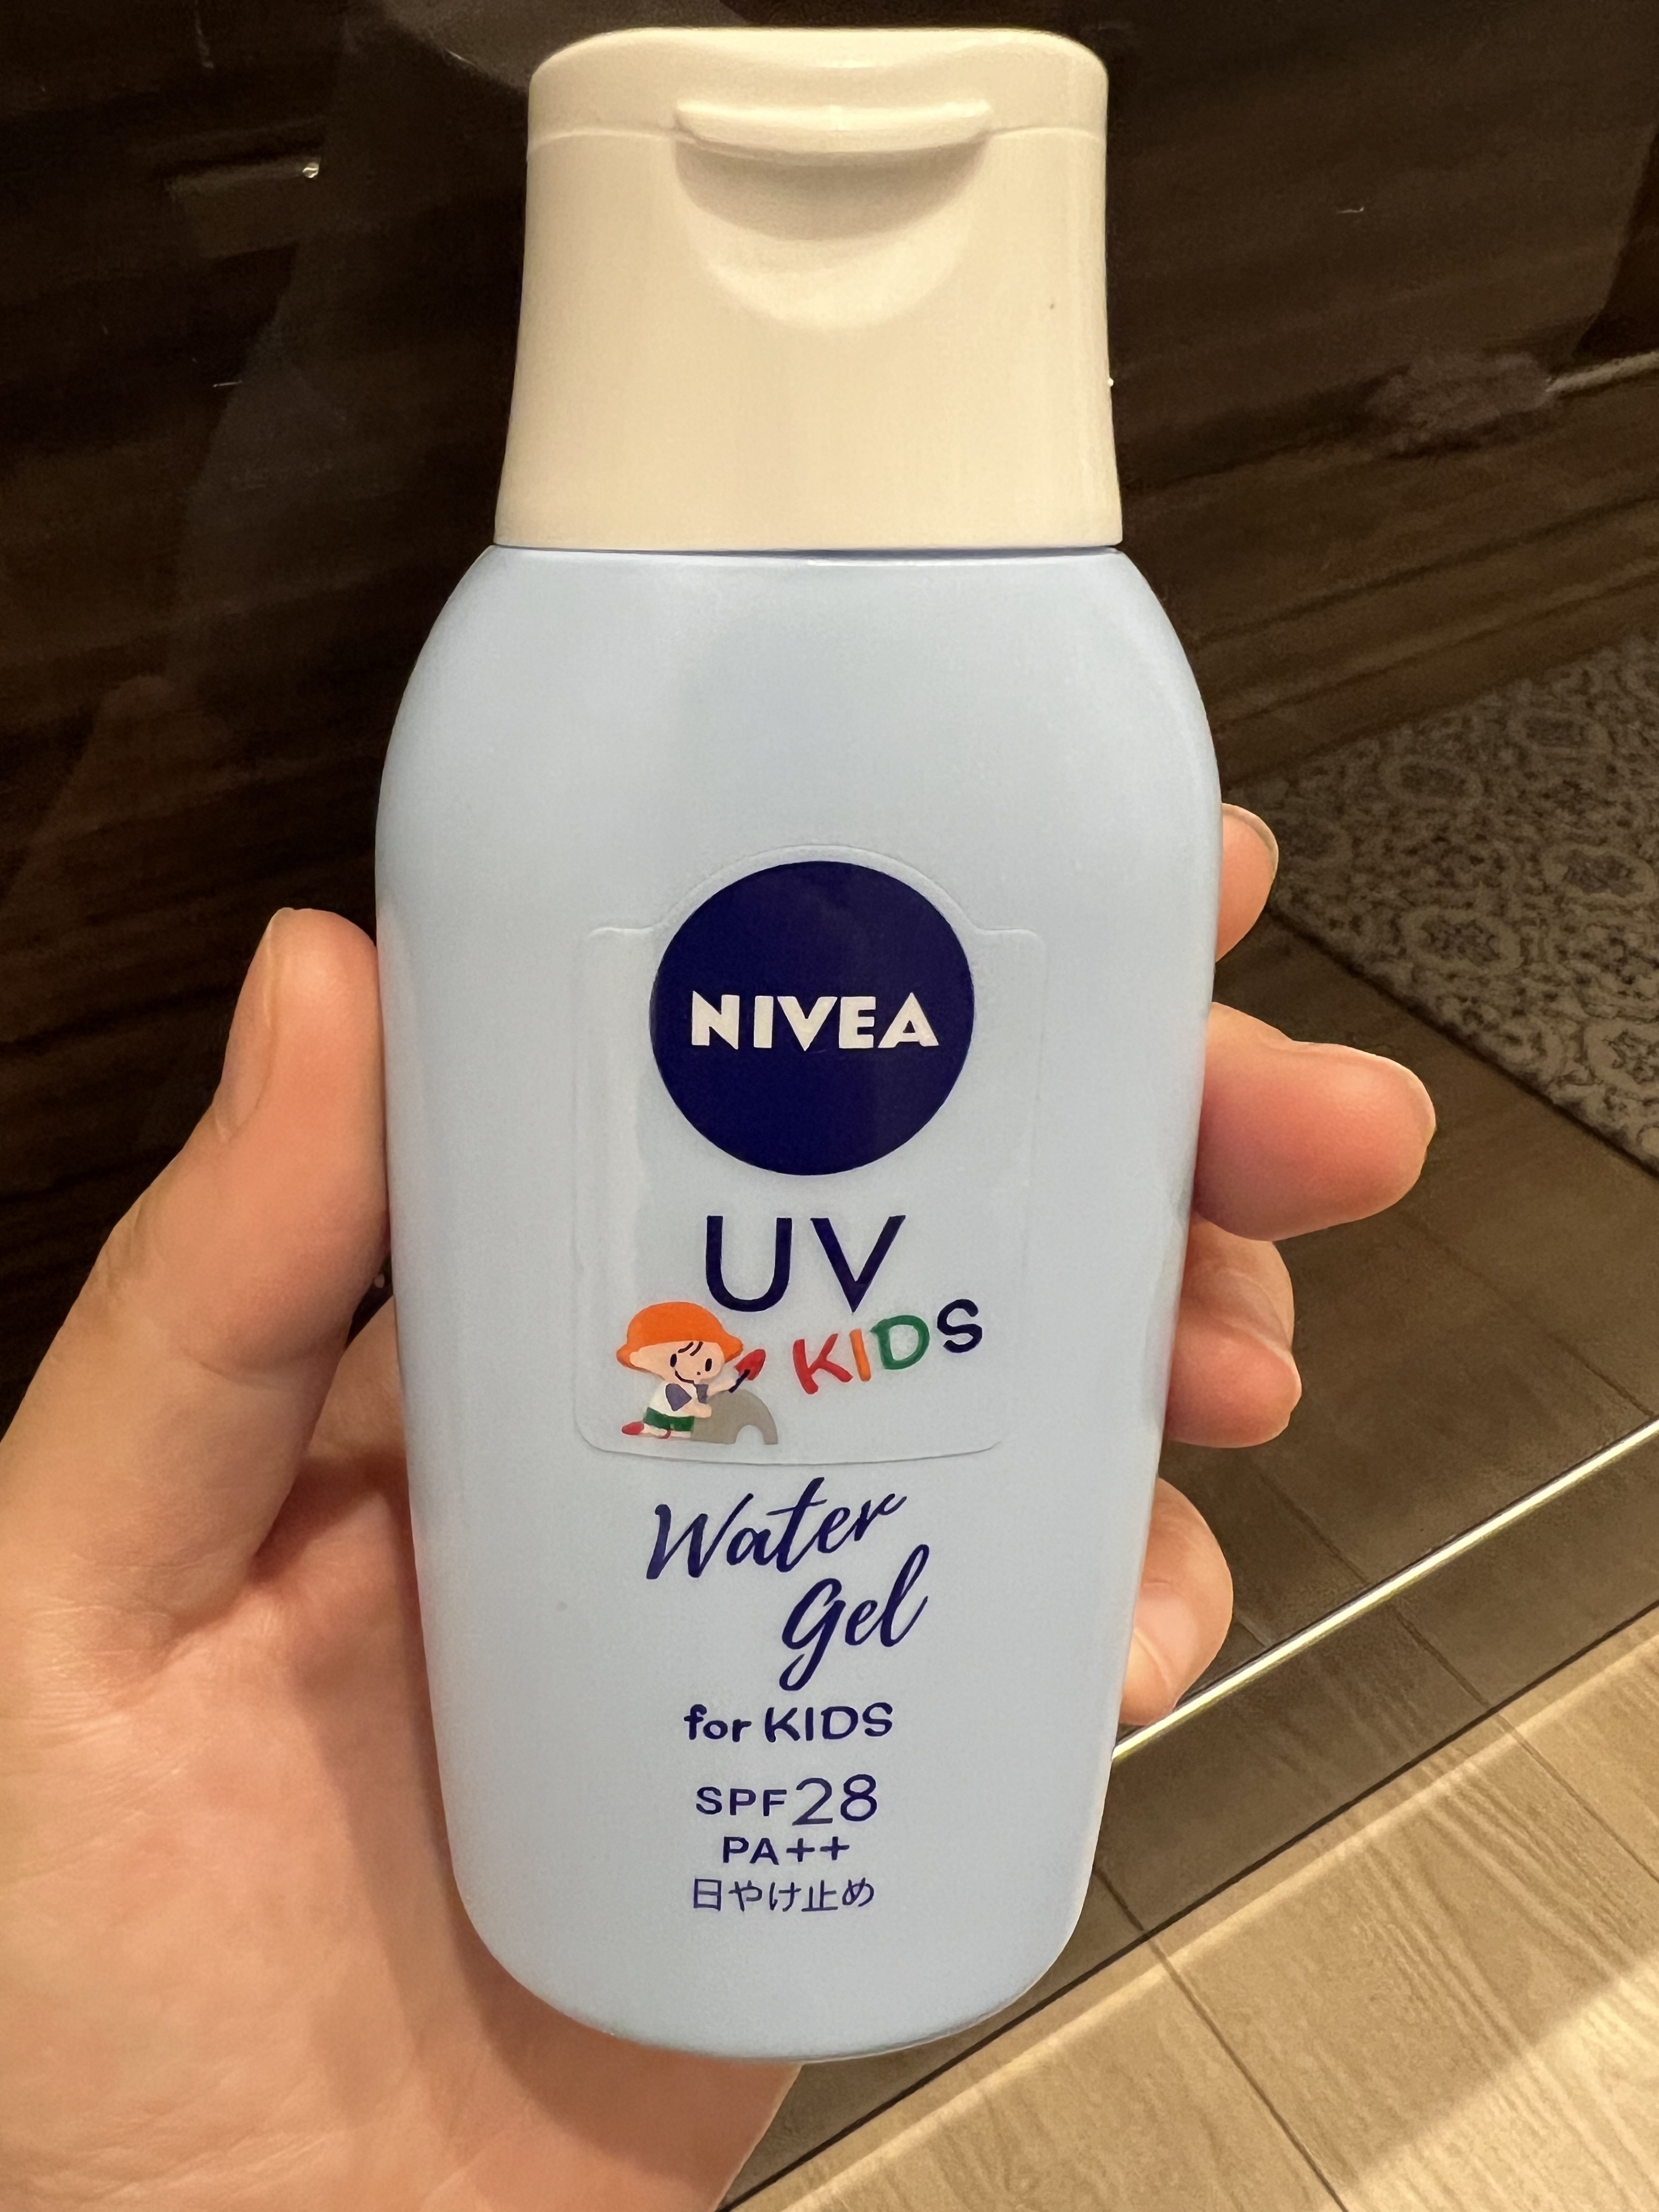 NIVEA
UV
KIDS
Water
Gel
for KIDS
SPF28
PA++
日やけ止め